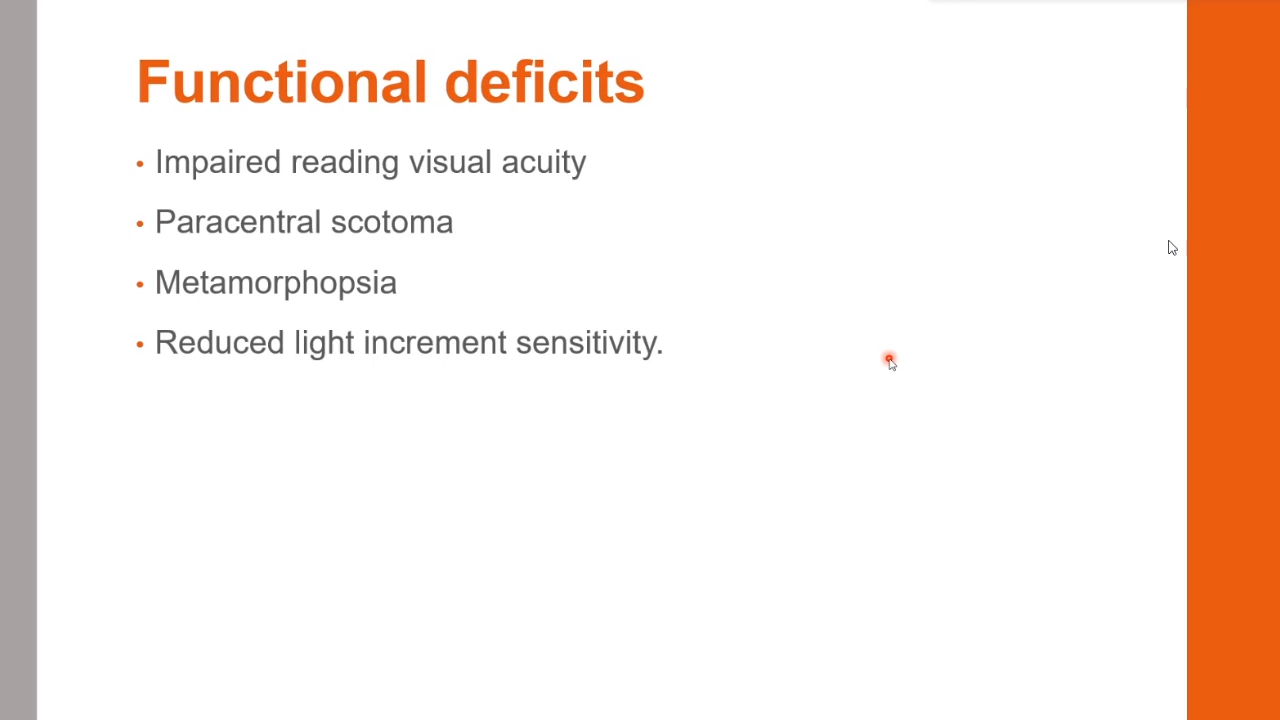 Functional deficits
• Impaired reading visual acuity
• Paracentral scotoma
• Metamorphopsia
• Reduced light increment sensitivity.